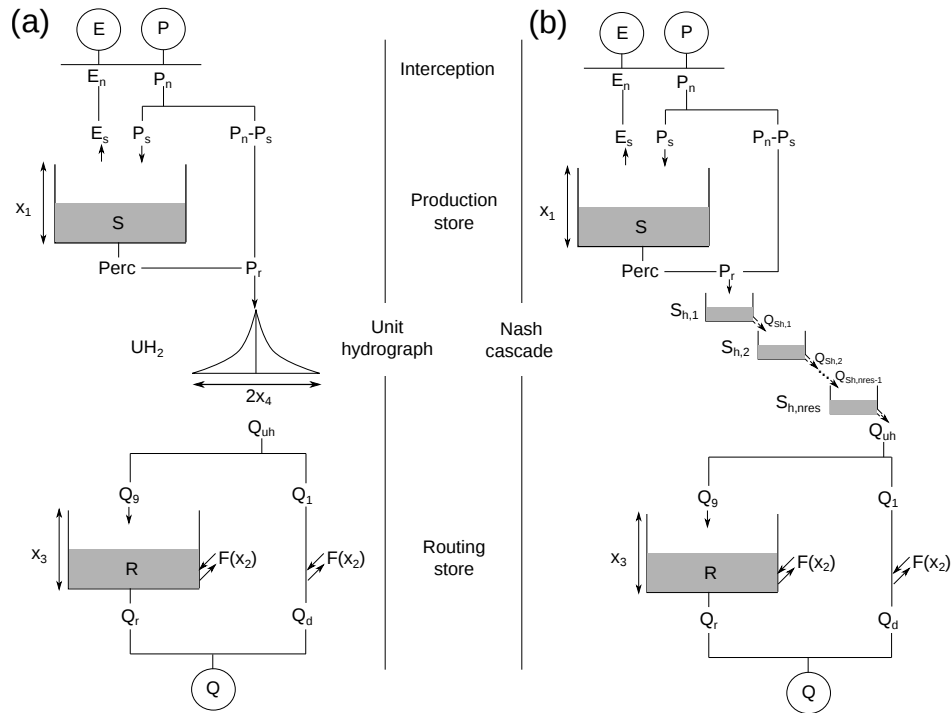 (a)
E
P
E_n
P_n
E_s
P_s
P_n-P_s
x_1
S
Perc
P_r
UH_2
2x_4
Q_uh
Q_9
Q_1
x_3
R
F(x_2)
F(x_2)
Q_r
Q_d
Q
Interception
Production
store
Unit
hydrograph
Nash
cascade
Routing
store
(b)
E
P
E_n
P_n
E_s
P_s
P_n-P_s
x_1
S
Perc
P_r
S_h,1
Q_Sh,1
S_h,2
Q_Sh,2
Q_Sh,nres-1
S_h,nres
Q_uh
Q_9
Q_1
x_3
R
F(x_2)
F(x_2)
Q_r
Q_d
Q